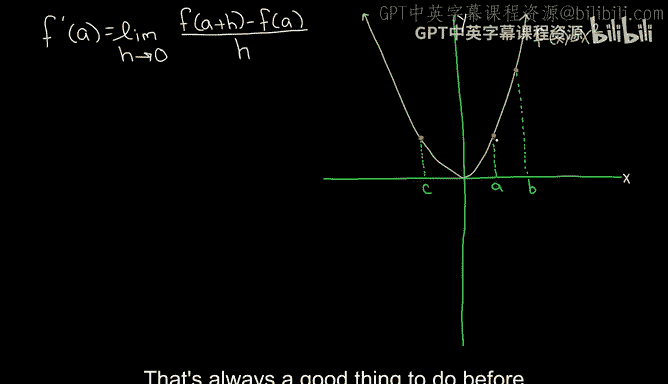 GPT中英字幕课程资源@bilibili.com
GPT中英字幕课程资源 bilibili
f'(a) = lim h→0 f(a+h) - f(a) / h
y
c a b x
That's always a good thing to do before